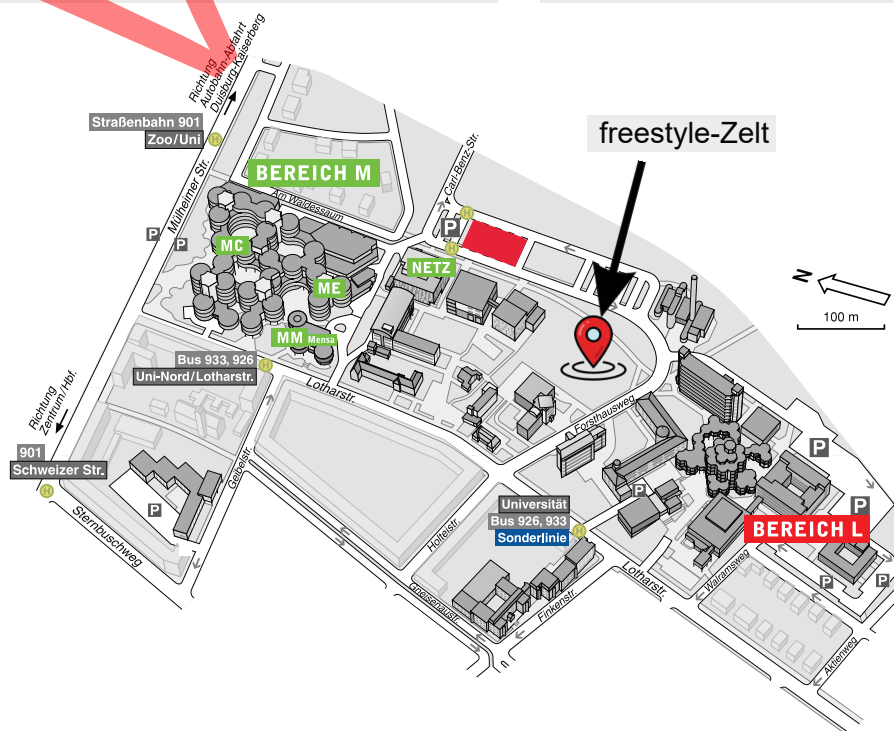 Richtung
Autobahn-Abfahrt
Duisburg-Kaiserberg
Straßenbahn 901
Zoo/Uni
H
freestyle-Zelt
Mülheimer Str.
BEREICH M
Am Waldessaum
Carl-Benz-Str.
H
P
H
P
P
MC
NETZ
ME
N
100 m
MM Mensa
Bus 933, 926
Uni-Nord/Lotharstr.
H
Lotharstr.
Richtung
Zentrum/Hbf.
Forsthausweg
901
Schweizer Str.
H
Geibelstr.
P
P
P
Sternbuschweg
Holteistr.
Universität
Bus 926, 933
Sonderlinie
H
P
BEREICH L
Lotharstr.
Walramsweg
P
P
Gneisenaustr.
Finkenstr.
Aktienweg